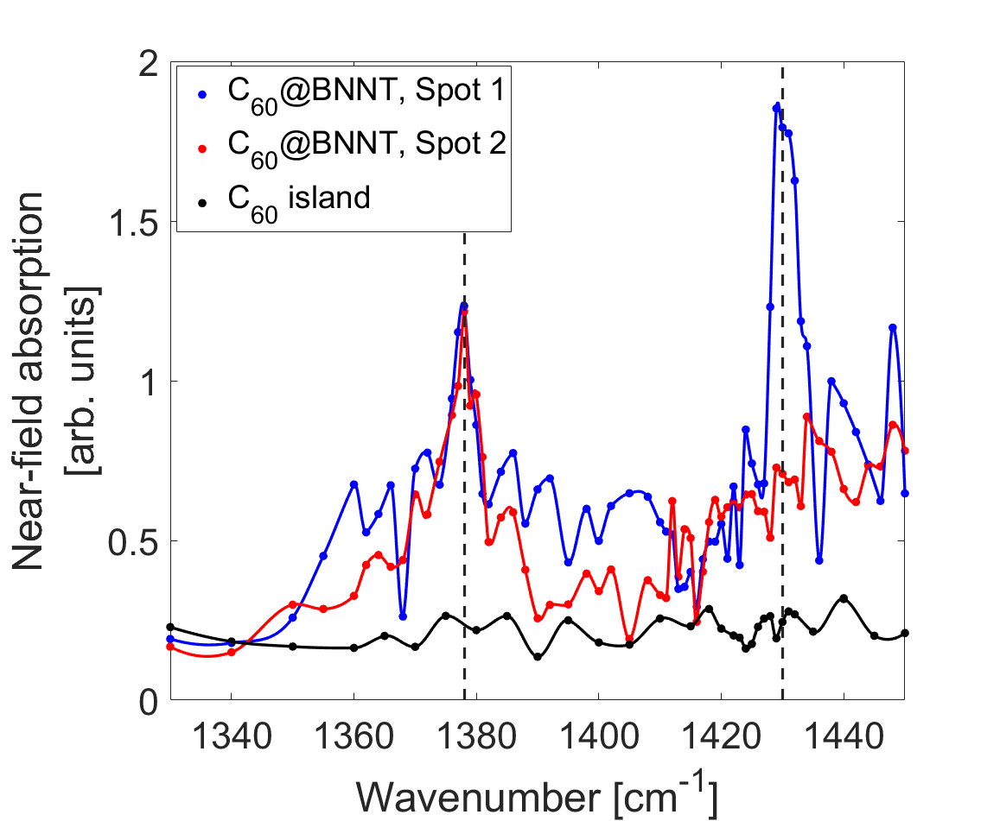 C60@BNNT, Spot 1
C60@BNNT, Spot 2
C60 island
2
1.5
1
0.5
0
Near-field absorption
[arb. units]
1340 1360 1380 1400 1420 1440
Wavenumber [cm-1]